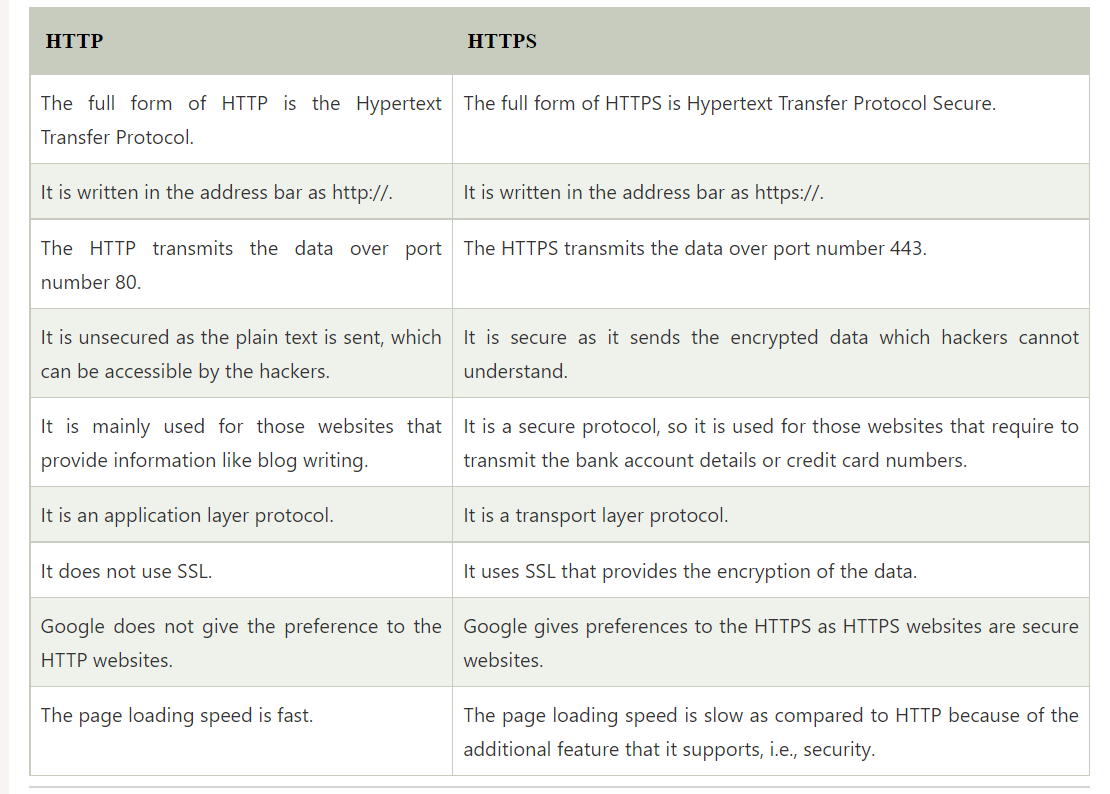 HTTP
HTTPS
The full form of HTTP is the Hypertext
Transfer Protocol.
The full form of HTTPS is Hypertext Transfer Protocol Secure.
It is written in the address bar as http://.
It is written in the address bar as https://.
The HTTP transmits the data over port
number 80.
The HTTPS transmits the data over port number 443.
It is unsecured as the plain text is sent, which
can be accessible by the hackers.
It is secure as it sends the encrypted data which hackers cannot
understand.
It is mainly used for those websites that
provide information like blog writing.
It is a secure protocol, so it is used for those websites that require to
transmit the bank account details or credit card numbers.
It is an application layer protocol.
It is a transport layer protocol.
It does not use SSL.
It uses SSL that provides the encryption of the data.
Google does not give the preference to the
HTTP websites.
Google gives preferences to the HTTPS as HTTPS websites are secure
websites.
The page loading speed is fast.
The page loading speed is slow as compared to HTTP because of the
additional feature that it supports, i.e., security.